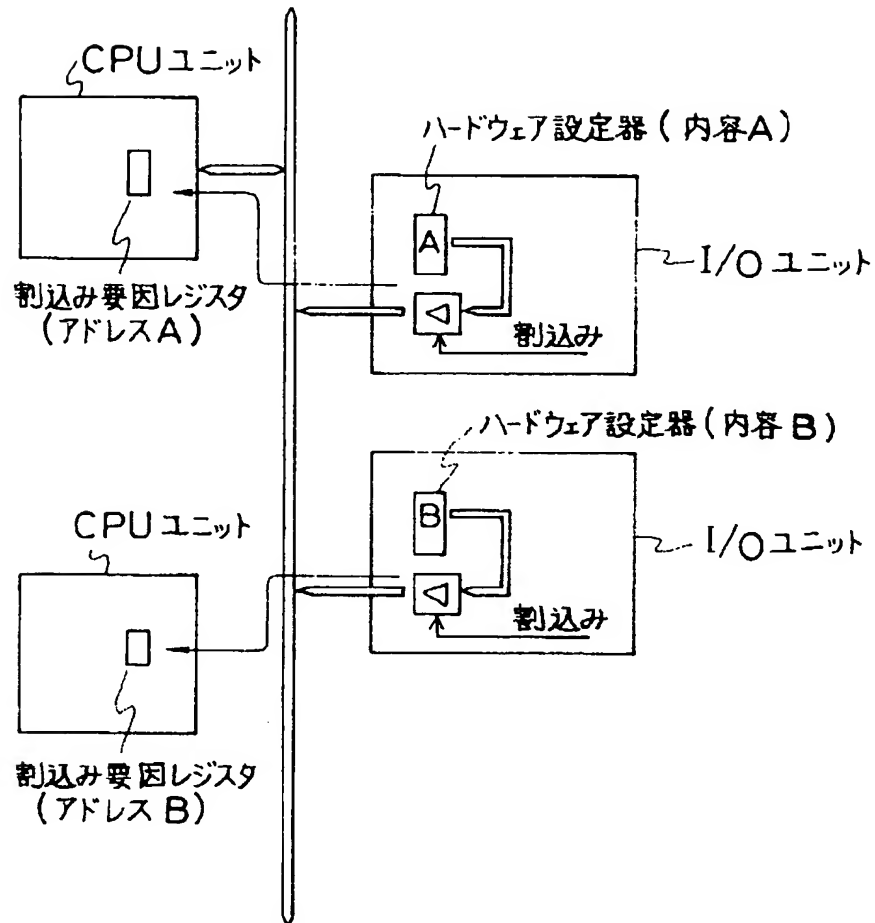 CPUユニット
割込み要因レジスタ
(アドレスA)
ハードウェア設定器(内容A)
A
I/Oユニット
割込み
ハードウェア設定器(内容B)
B
I/Oユニット
割込み
CPUユニット
割込み要因レジスタ
(アドレスB)